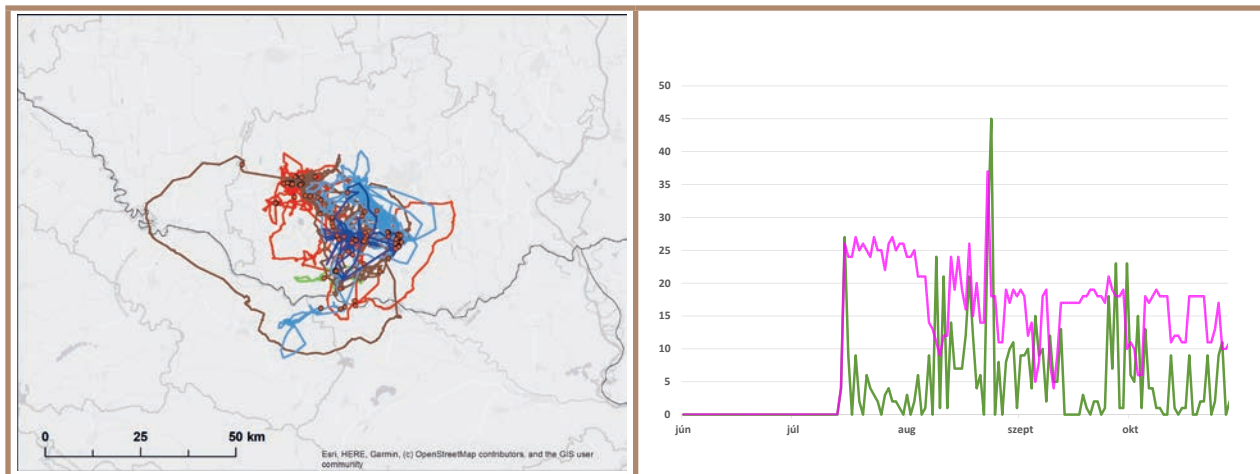 0 25 50 km
Esri, HERE, Garmin, (c) OpenStreetMap contributors, and the GIS user
community
50
45
40
35
30
25
20
15
10
5
0
jún júl aug szept okt